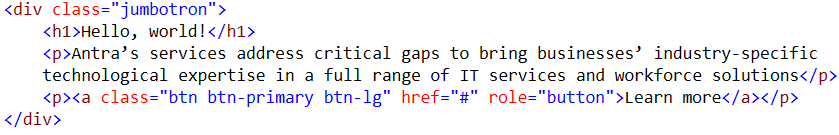 <div class="jumbotron">
    <h1>Hello, world!</h1>
    <p>Antra’s services address critical gaps to bring businesses’ industry-specific
    technological expertise in a full range of IT services and workforce solutions</p>
    <p><a class="btn btn-primary btn-lg" href="#" role="button">Learn more</a></p>
</div>